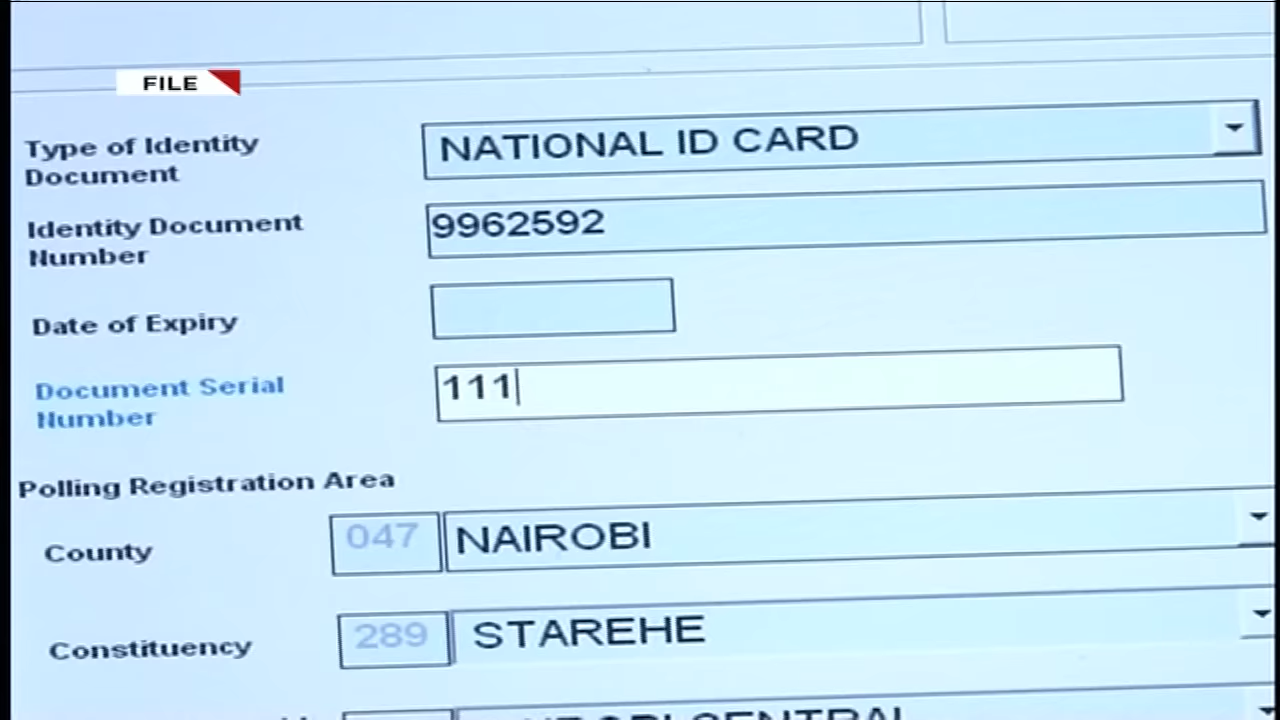 FILE
Type of Identity Document
NATIONAL ID CARD
Identity Document Number
9962592
Date of Expiry
Document Serial Number
111
Polling Registration Area
County
047
NAIROBI
Constituency
289
STAREHE
CENTRAL